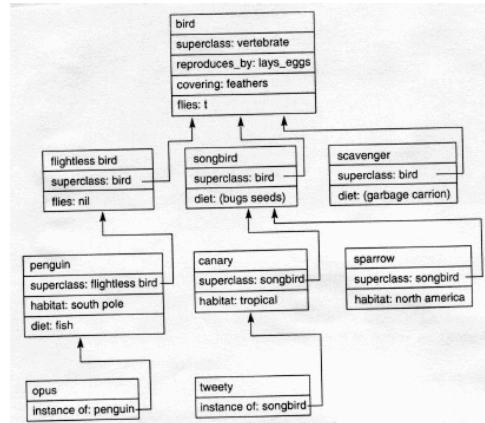 bird
superclass: vertebrate
reproduces_by: lays_eggs
covering: feathers
flies: t
flightless bird
superclass: bird
flies: nil
songbird
superclass: bird
diet: (bugs seeds)
scavenger
superclass: bird
diet: (garbage carrion)
penguin
superclass: flightless bird
habitat: south pole
diet: fish
canary
superclass: songbird
habitat: tropical
sparrow
superclass: songbird
habitat: north america
opus
instance of: penguin
tweety
instance of: songbird